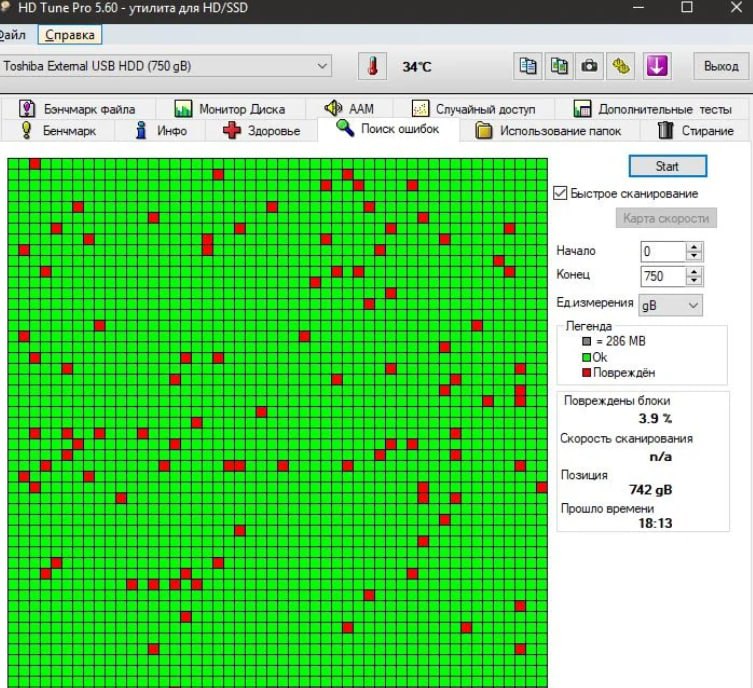 HD Tune Pro 5.60 - утилита для HD/SSD
Файл Справка
Toshiba External USB HDD (750 gB) 34°C Выход
Бэнчмарк файла Монитор Диска AAM Случайный доступ Дополнительные тесты
Бенчмарк Инфо Здоровье Поиск ошибок Использование папок Стирание
Start
Быстрое сканирование
Карта скорости
Начало 0
Конец 750
Ед.измерения gB
Легенда
= 286 MB
Ok
Повреждён
Повреждены блоки
3.9 %
Скорость сканирования
n/a
Позиция
742 gB
Прошло времени
18:13